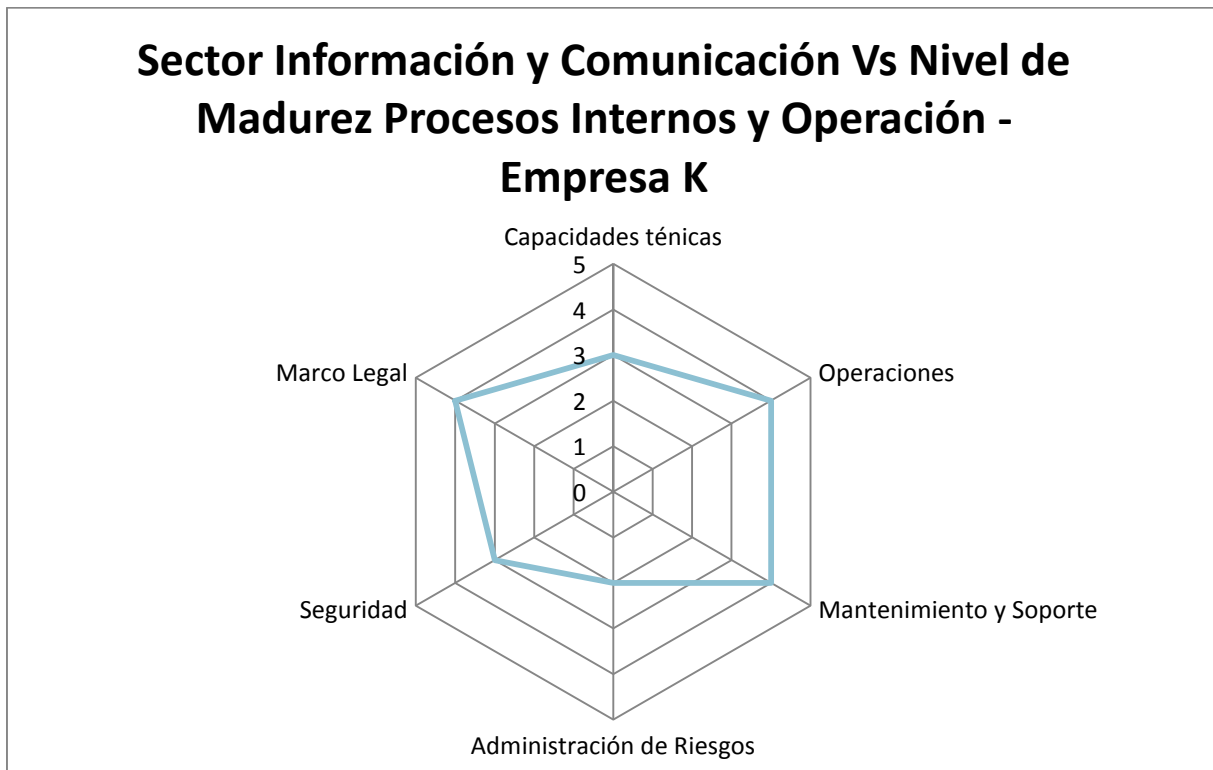 Sector Información y Comunicación Vs Nivel de
Madurez Procesos Internos y Operación -
Empresa K
Capacidades ténicas
5
4
3
2
1
0
Marco Legal
Operaciones
Seguridad
Mantenimiento y Soporte
Administración de Riesgos